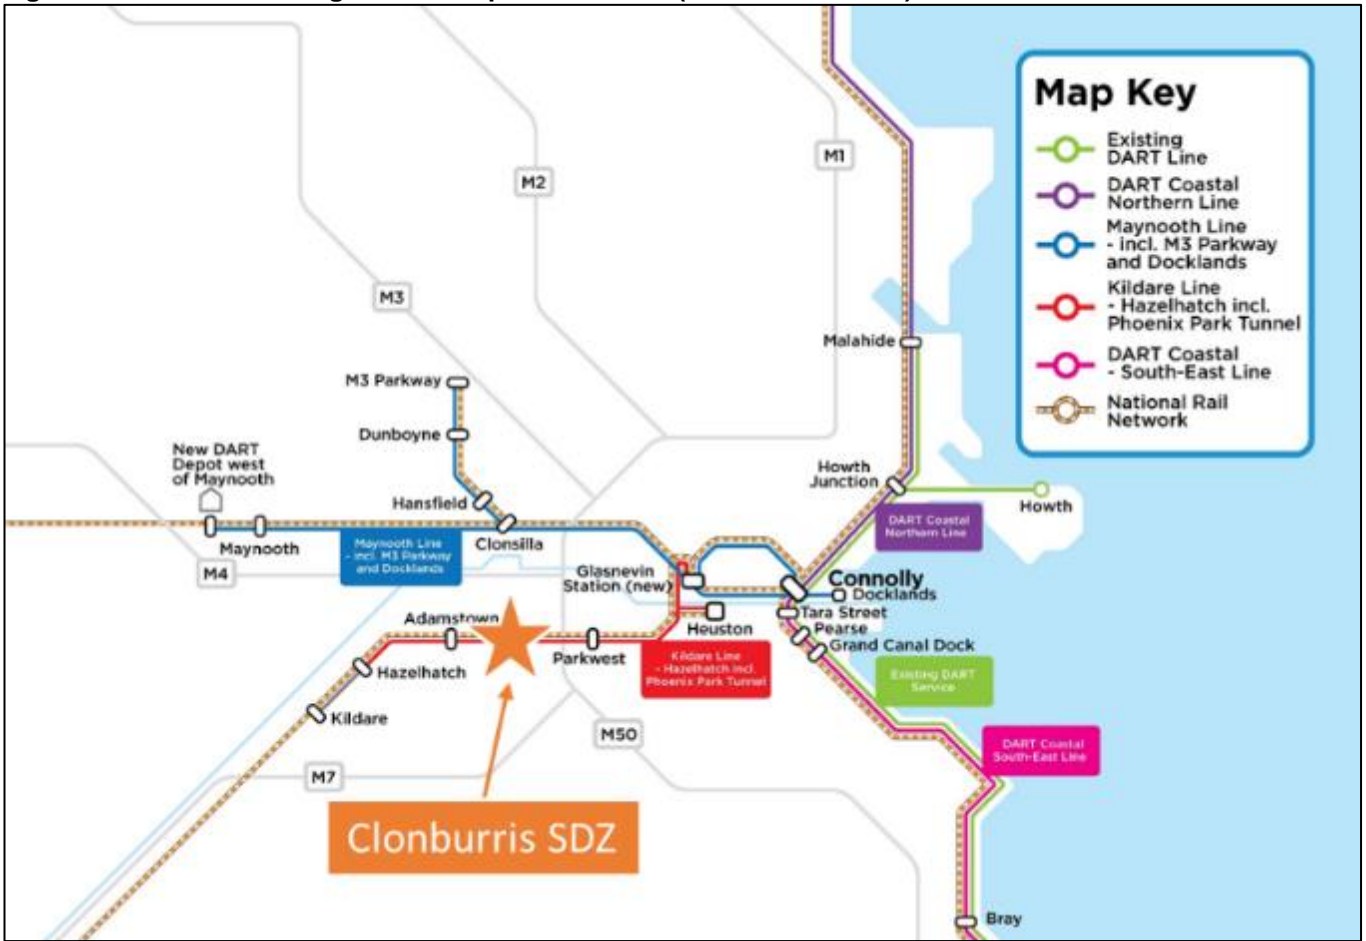 Map Key
Existing
DART Line
DART Coastal
Northern Line
Maynooth Line
- incl. M3 Parkway
and Docklands
Kildare Line
- Hazelhatch incl.
Phoenix Park Tunnel
DART Coastal
- South-East Line
National Rail
Network
M1
M2
M3
Malahide
M3 Parkway
Dunboyne
New DART
Depot west
of Maynooth
Howth
Junction
Hansfield
Howth
DART Coastal
Northern Line
Maynooth
Maynooth Line
- incl. M3 Parkway
and Docklands
Clonsilla
M4
Glasnevin
Station (new)
Connolly
Docklands
Adamstown
Tara Street
Heuston
Pearse
Grand Canal Dock
Parkwest
Kildare Line
- Hazelhatch incl.
Phoenix Park Tunnel
Hazelhatch
Existing DART
Service
Kildare
M50
DART Coastal
South-East Line
M7
Clonburris SDZ
Bray